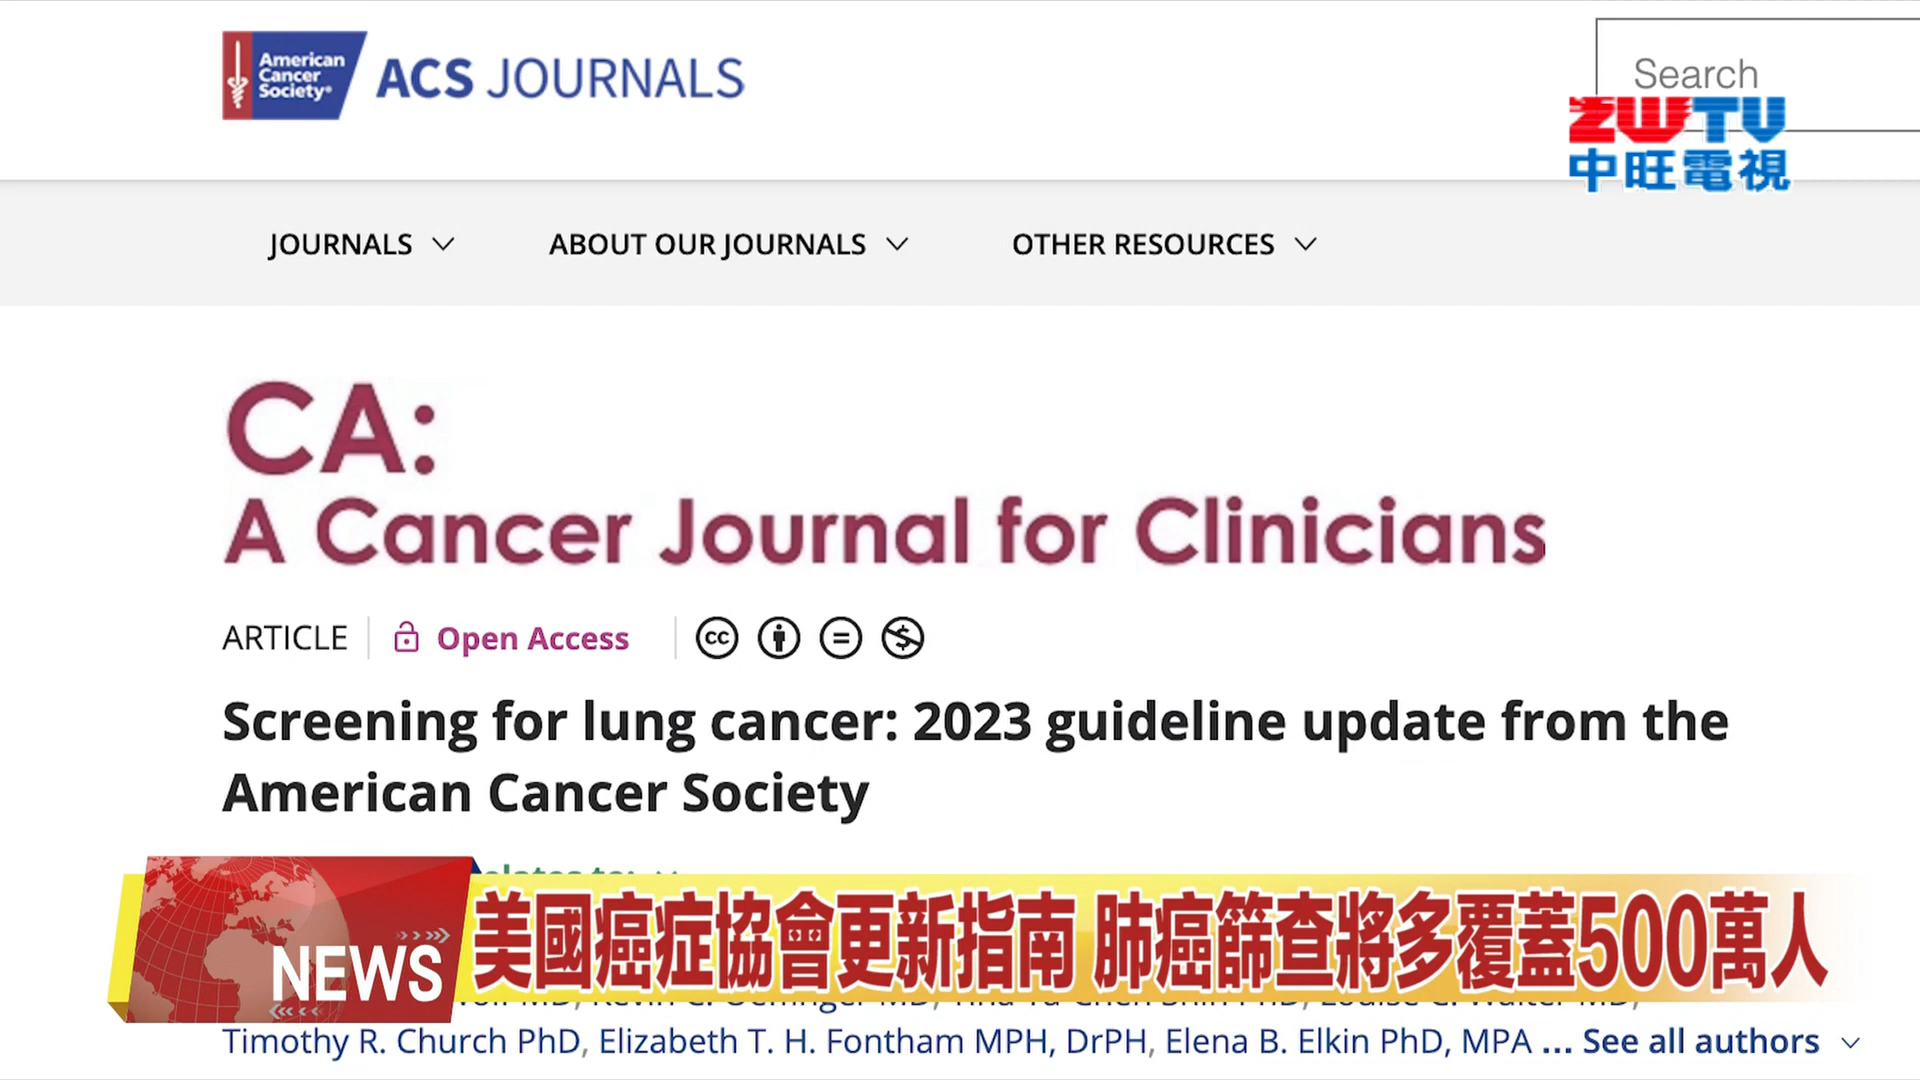 American
Cancer
Society®
ACS JOURNALS
Search
ZWTV
中旺電視
JOURNALS
ABOUT OUR JOURNALS
OTHER RESOURCES
CA:
A Cancer Journal for Clinicians
ARTICLE
Open Access
cc
Screening for lung cancer: 2023 guideline update from the
American Cancer Society
NEWS
美國癌症協會更新指南 肺癌篩查將多覆蓋500萬人
Timothy R. Church PhD, Elizabeth T. H. Fontham MPH, DrPH, Elena B. Elkin PhD, MPA ... See all authors